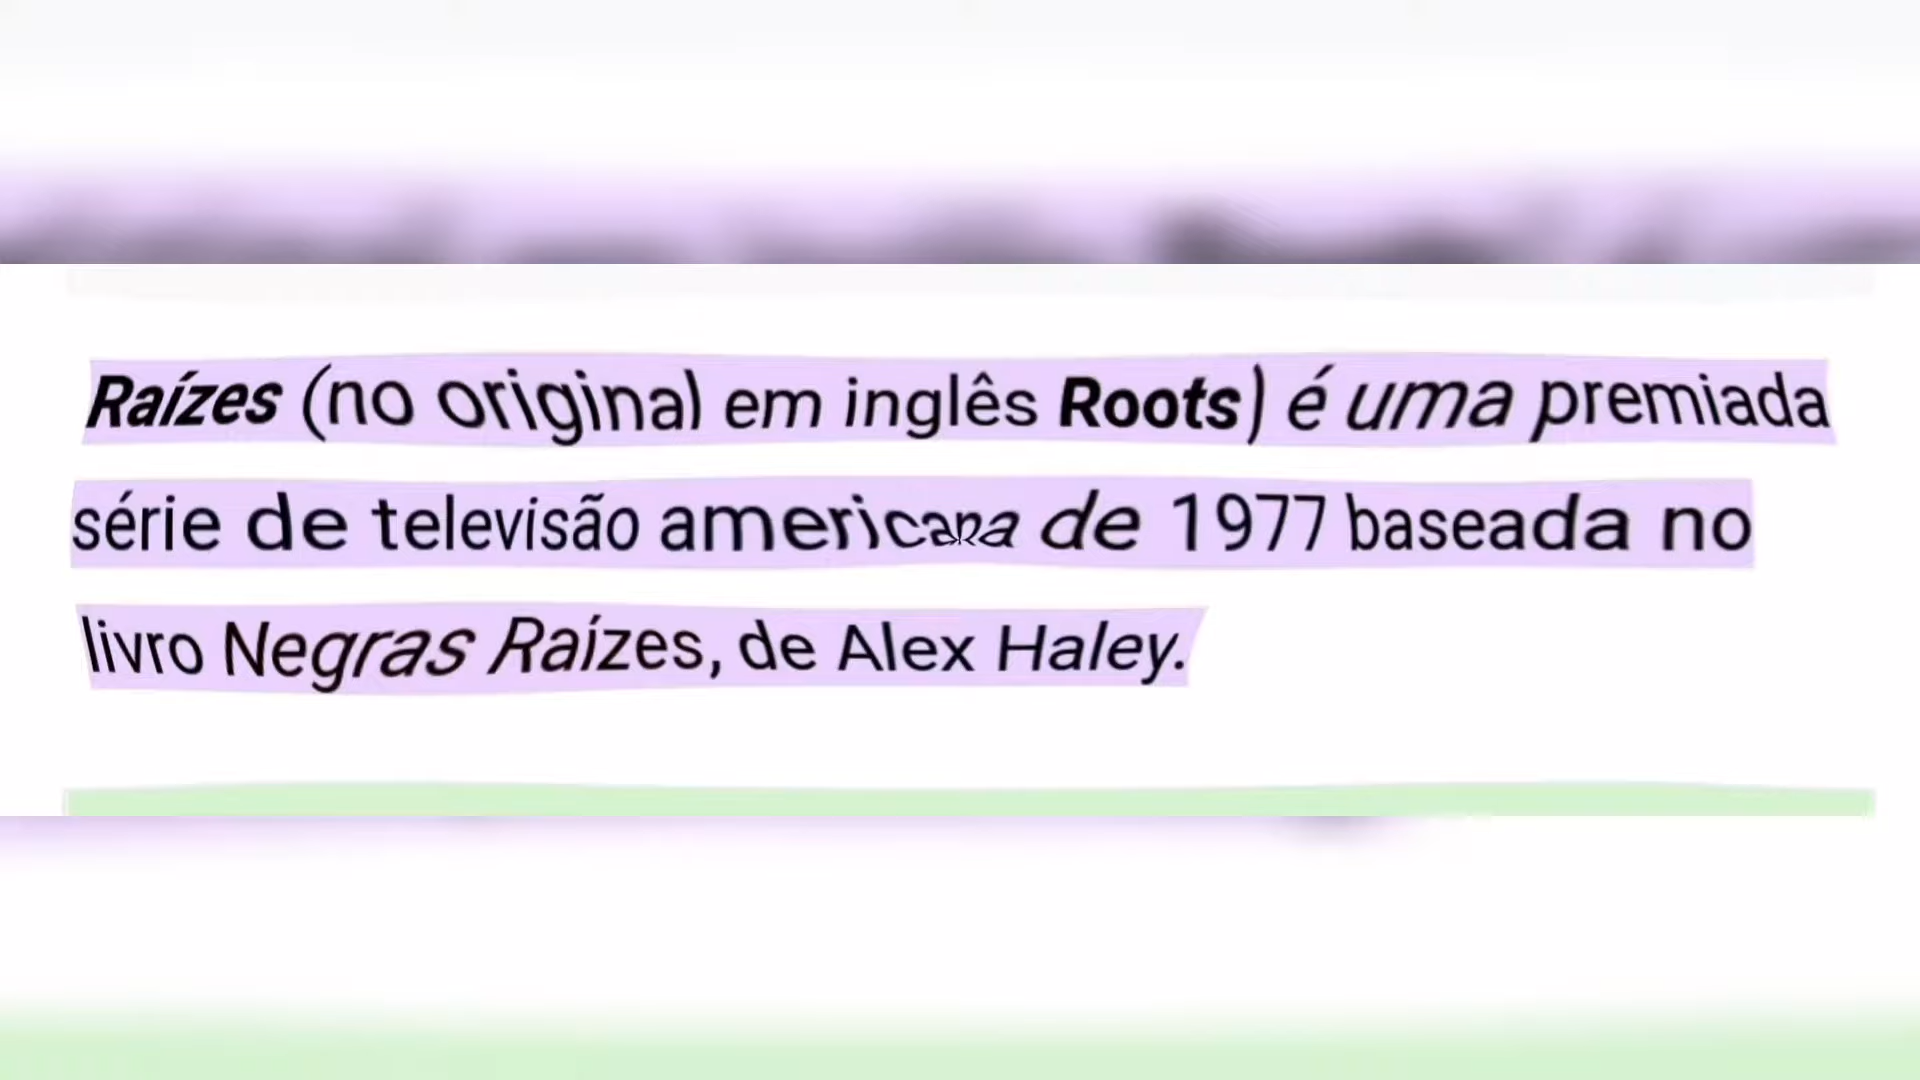 Raízes (no original em inglês Roots) é uma premiada
série de televisão americana de 1977 baseada no
livro Negras Raízes, de Alex Haley.